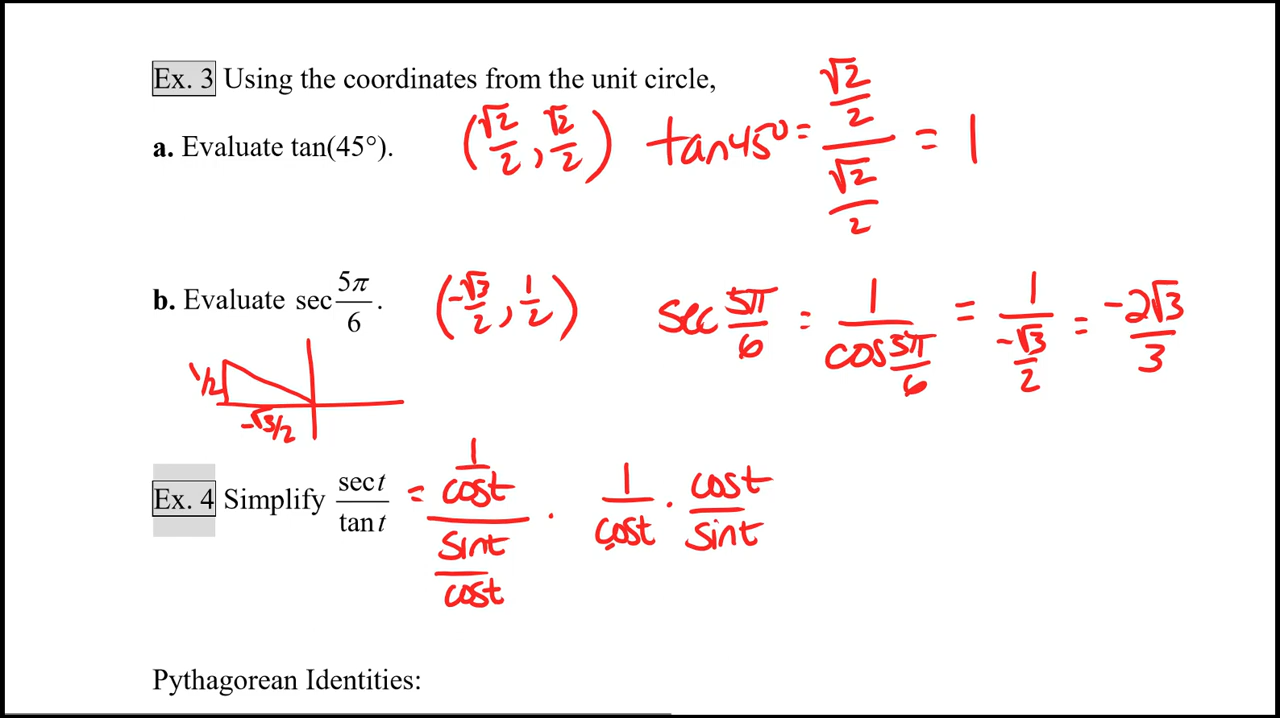 Ex. 3 Using the coordinates from the unit circle,
a. Evaluate tan(45°). (√2/2, √2/2) tan45° = (√2/2)/(√2/2) = 1
b. Evaluate sec 5π/6. (-√3/2, 1/2) sec 5π/6 = 1/(cos 5π/6) = 1/(-√3/2) = -2√3/3
1/2
-√3/2
Ex. 4 Simplify sec t/tan t = (1/cost)/(sint/cost) · 1/cost · cost/sint
Pythagorean Identities: